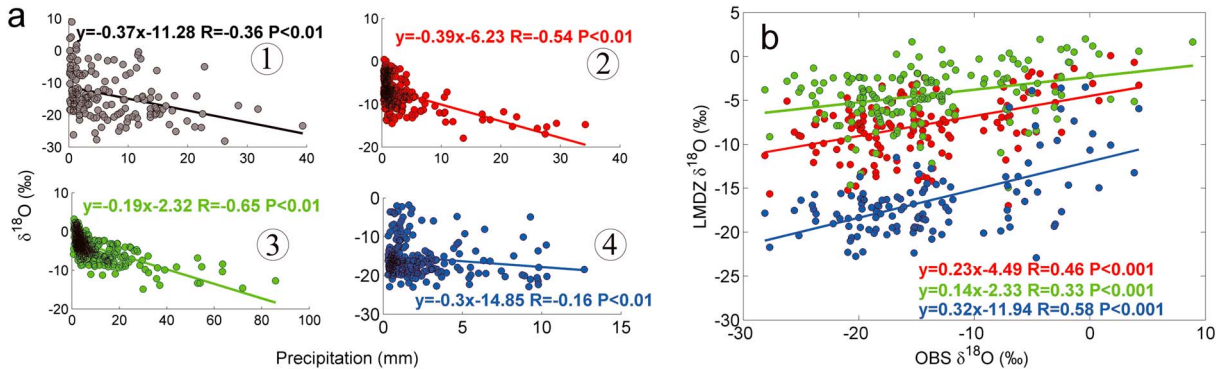 a
y=-0.37x-11.28 R=-0.36 P<0.01
1
10
0
-10
-20
-30
0 10 20 30 40
y=-0.39x-6.23 R=-0.54 P<0.01
2
10
0
-10
-20
0 10 20 30 40
δ¹⁸O (‰)
y=-0.19x-2.32 R=-0.65 P<0.01
3
10
0
-10
-20
0 20 40 60 80 100
4
y=-0.3x-14.85 R=-0.16 P<0.01
0
-10
-20
-30
0 5 10 15
Precipitation (mm)
b
LMDZ δ¹⁸O (‰)
5
0
-5
-10
-15
-20
-25
-30
y=0.23x-4.49 R=0.46 P<0.001
y=0.14x-2.33 R=0.33 P<0.001
y=0.32x-11.94 R=0.58 P<0.001
-30 -20 -10 0 10
OBS δ¹⁸O (‰)